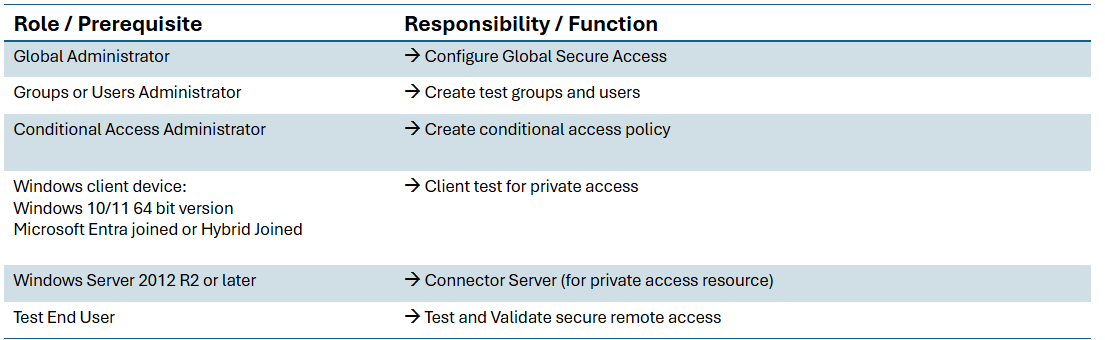 Role / Prerequisite Responsibility / Function
Global Administrator → Configure Global Secure Access
Groups or Users Administrator → Create test groups and users
Conditional Access Administrator → Create conditional access policy
Windows client device: → Client test for private access
Windows 10/11 64 bit version
Microsoft Entra joined or Hybrid Joined
Windows Server 2012 R2 or later → Connector Server (for private access resource)
Test End User → Test and Validate secure remote access